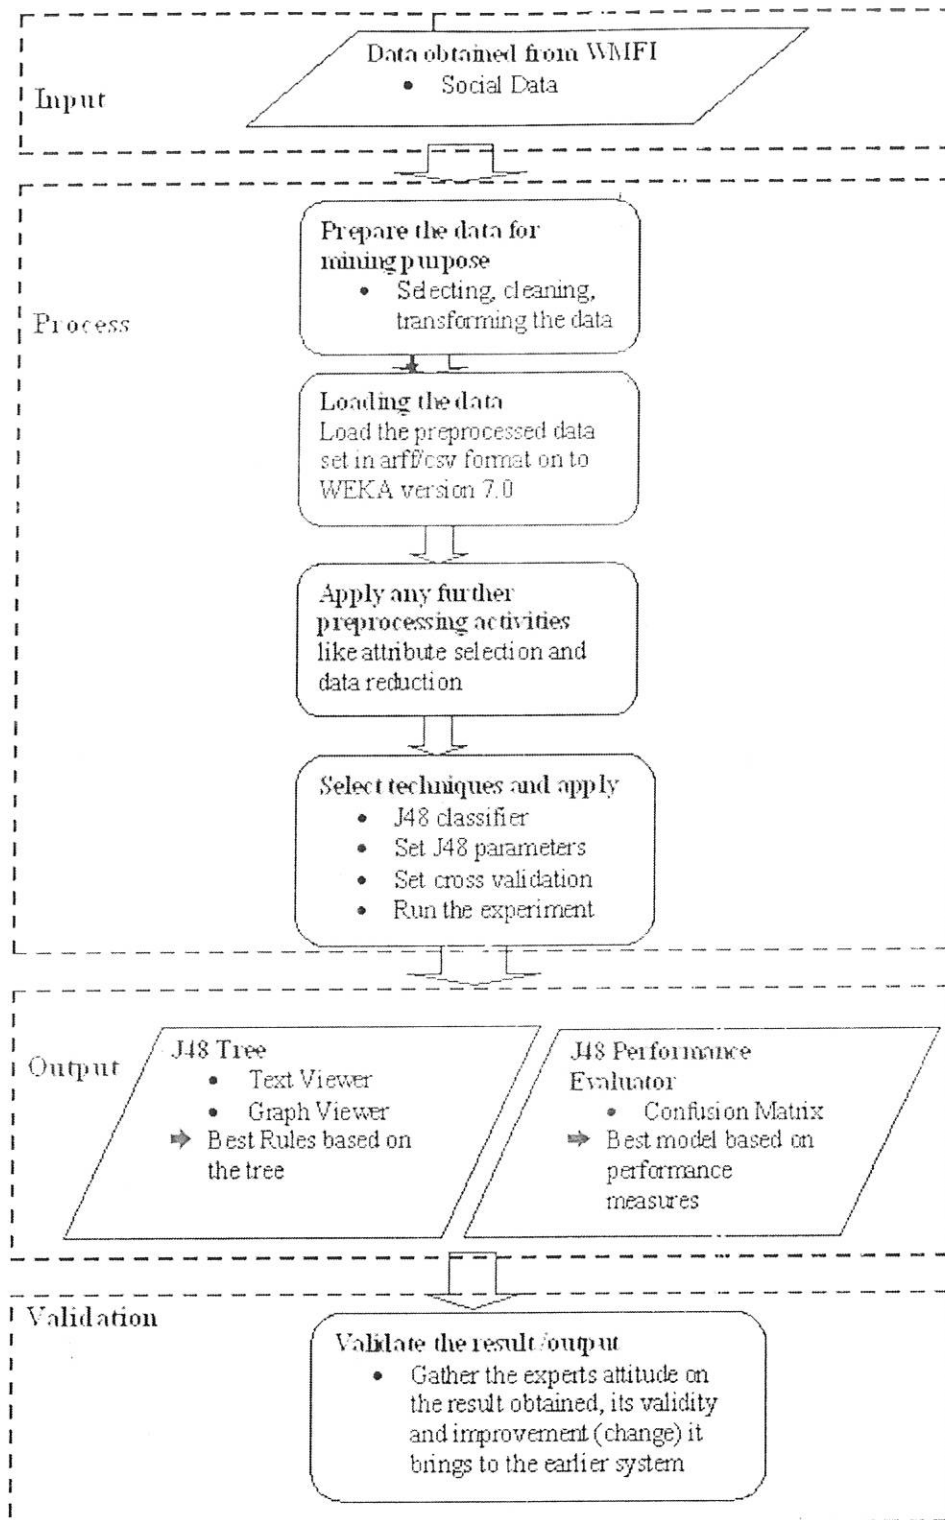 Data obtained from WMFI
• Social Data
Input
Prepare the data for
mining purpose
• Selecting, cleaning,
transforming the data
Process
Loading the data
Load the preprocessed data
set in arff/csv format on to
WEKA version 7.0
Apply any further
preprocessing activities
like attribute selection and
data reduction
Select techniques and apply
• J48 classifier
• Set J48 parameters
• Set cross validation
• Run the experiment
Output
J48 Tree
• Text Viewer
• Graph Viewer
➨ Best Rules based on
the tree
J48 Performance
Evaluator
• Confusion Matrix
➨ Best model based on
performance
measures
Validation
Validate the result /output
• Gather the experts attitude on
the result obtained, its validity
and improvement (change) it
brings to the earlier system